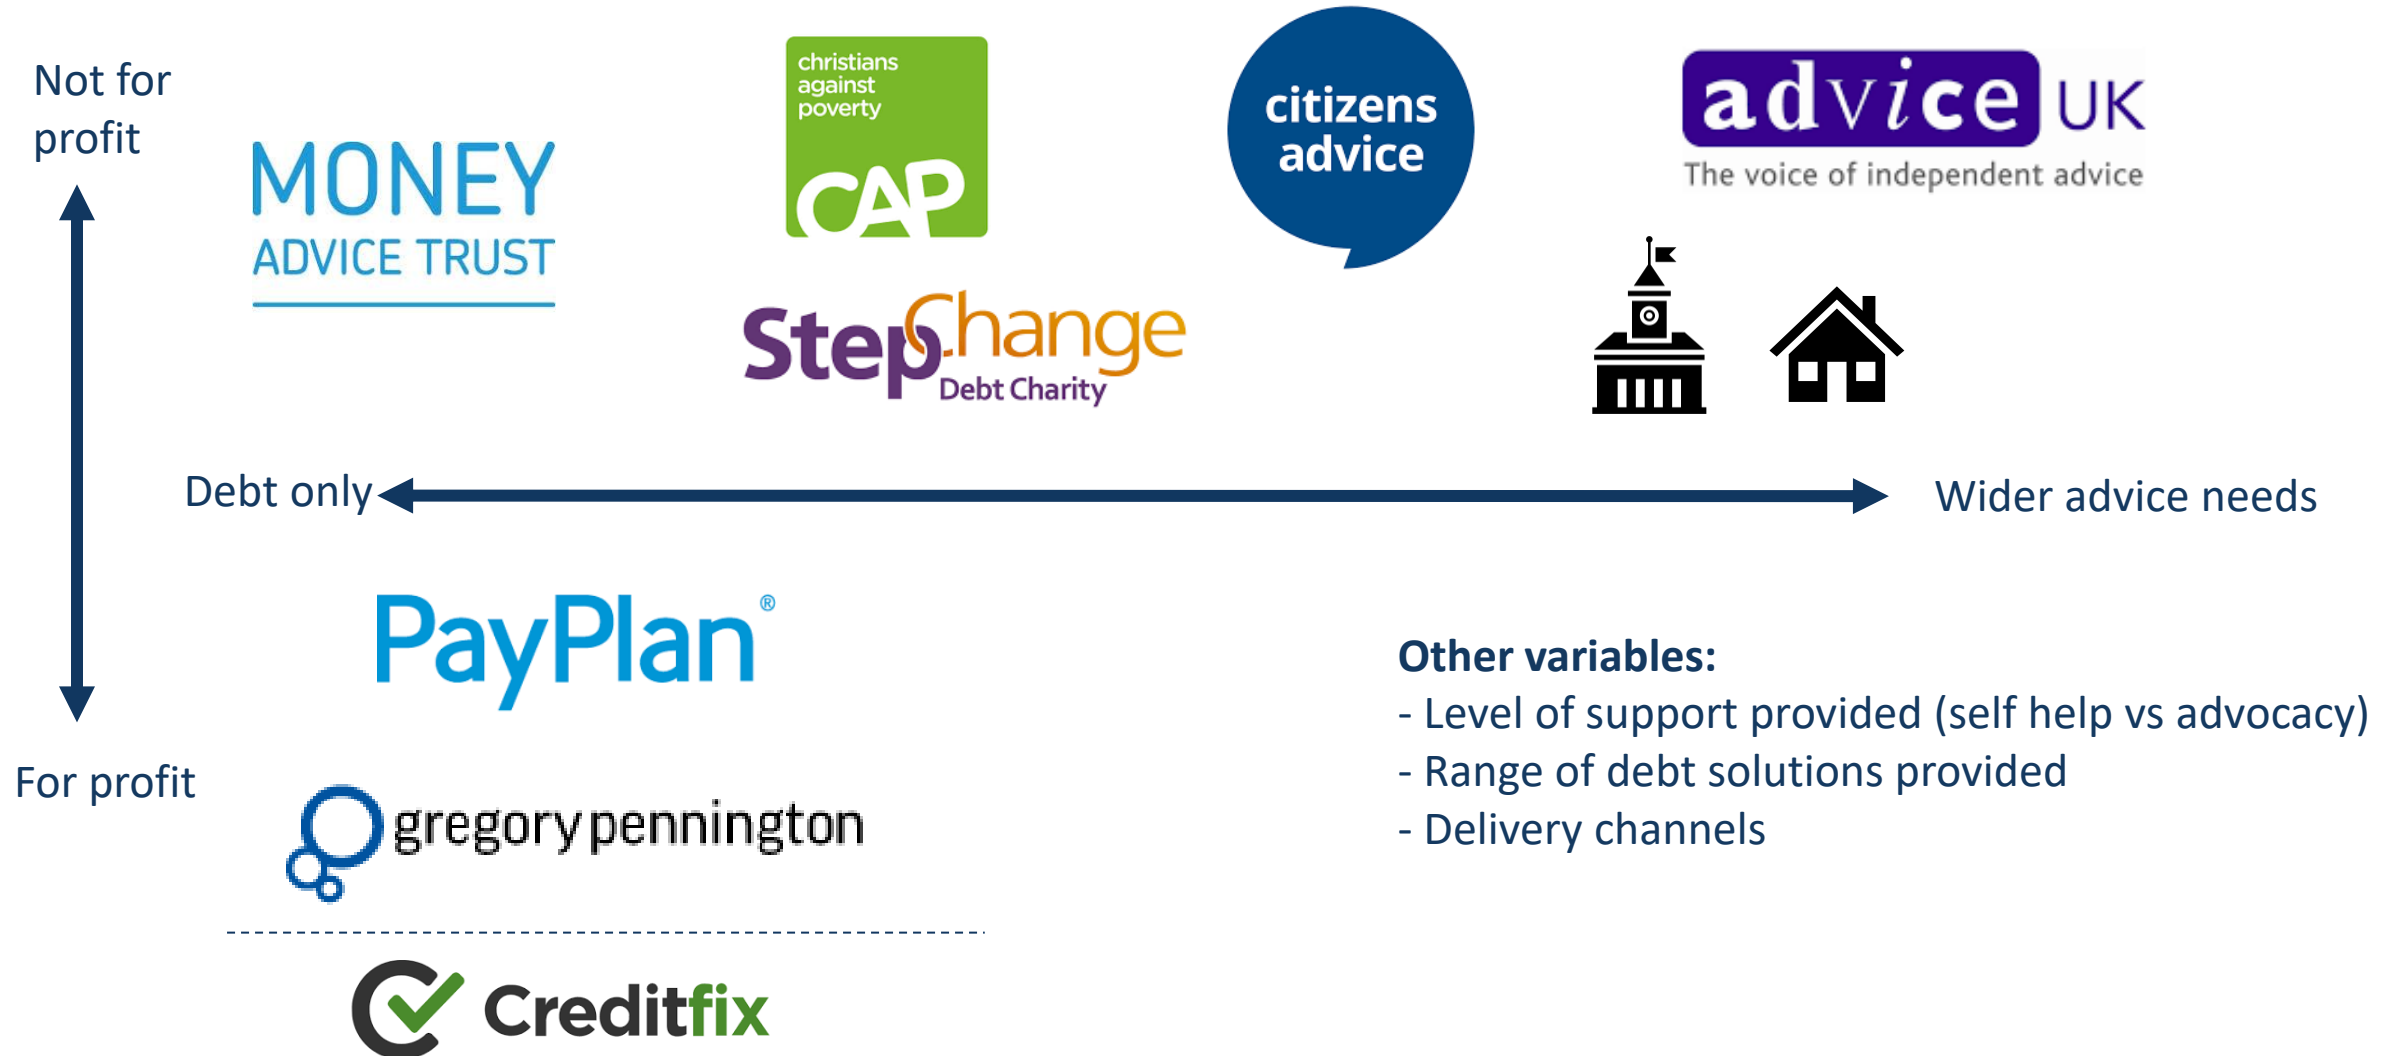 Not for
profit
MONEY
ADVICE TRUST
christians
against
poverty
CAP
citizens
advice
advice UK
The voice of independent advice
StepChange
Debt Charity
Debt only
Wider advice needs
PayPlan®
For profit
gregory pennington
Creditfix
Other variables:
- Level of support provided (self help vs advocacy)
- Range of debt solutions provided
- Delivery channels